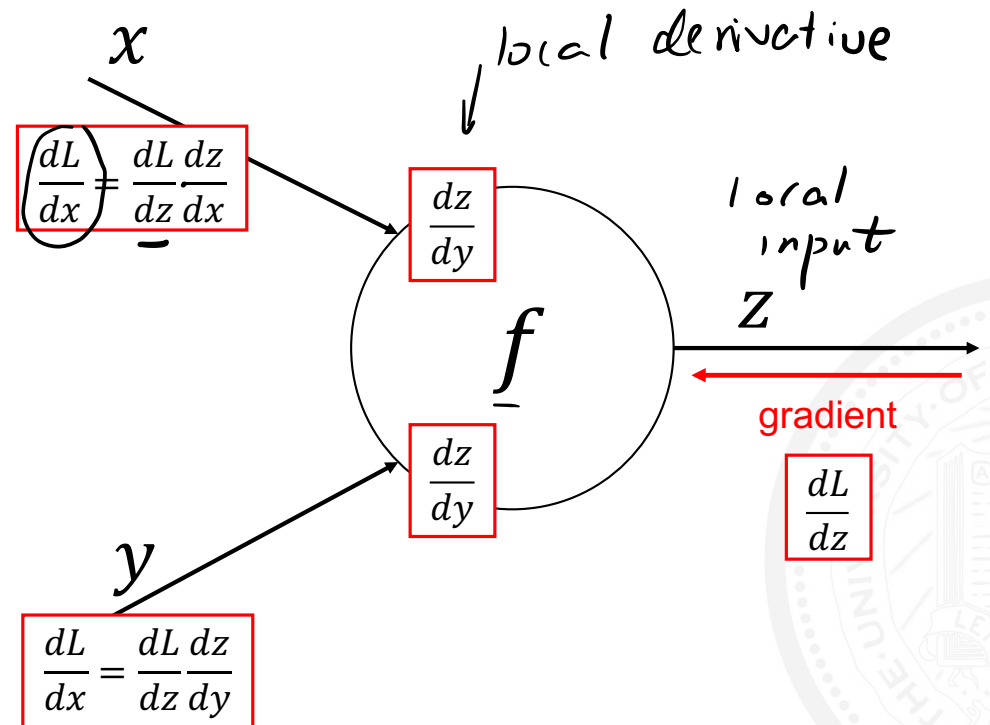 x
local derivative
dL/dx = dL/dz · dz/dx
dz/dy
local
input
z
f
gradient
dz/dy
dL/dz
y
dL/dx = dL/dz dz/dy